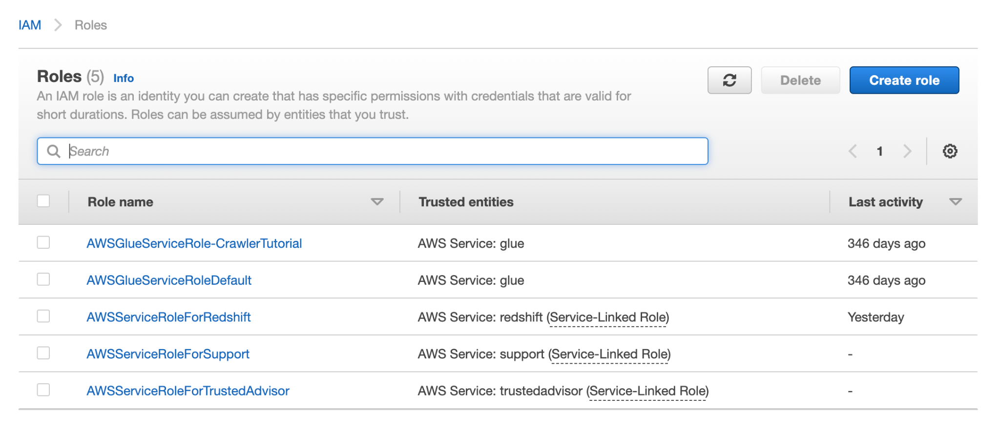 IAM > Roles
Roles (5) Info
Delete
Create role
An IAM role is an identity you can create that has specific permissions with credentials that are valid for
short durations. Roles can be assumed by entities that you trust.
Search
1
Role name Trusted entities Last activity
AWSGlueServiceRole-CrawlerTutorial AWS Service: glue 346 days ago
AWSGlueServiceRoleDefault AWS Service: glue 346 days ago
AWSServiceRoleForRedshift AWS Service: redshift (Service-Linked Role) Yesterday
AWSServiceRoleForSupport AWS Service: support (Service-Linked Role) -
AWSServiceRoleForTrustedAdvisor AWS Service: trustedadvisor (Service-Linked Role) -